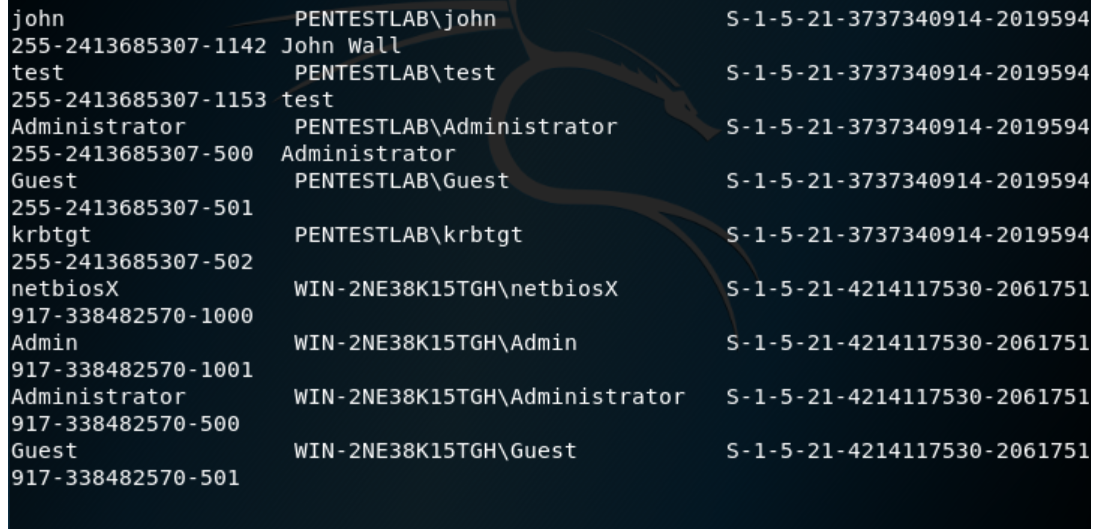 john PENTESTLAB\john S-1-5-21-3737340914-2019594
255-2413685307-1142 John Wall
test PENTESTLAB\test S-1-5-21-3737340914-2019594
255-2413685307-1153 test
Administrator PENTESTLAB\Administrator S-1-5-21-3737340914-2019594
255-2413685307-500 Administrator
Guest PENTESTLAB\Guest S-1-5-21-3737340914-2019594
255-2413685307-501
krbtgt PENTESTLAB\krbtgt S-1-5-21-3737340914-2019594
255-2413685307-502
netbiosX WIN-2NE38K15TGH\netbiosX S-1-5-21-4214117530-2061751
917-338482570-1000
Admin WIN-2NE38K15TGH\Admin S-1-5-21-4214117530-2061751
917-338482570-1001
Administrator WIN-2NE38K15TGH\Administrator S-1-5-21-4214117530-2061751
917-338482570-500
Guest WIN-2NE38K15TGH\Guest S-1-5-21-4214117530-2061751
917-338482570-501